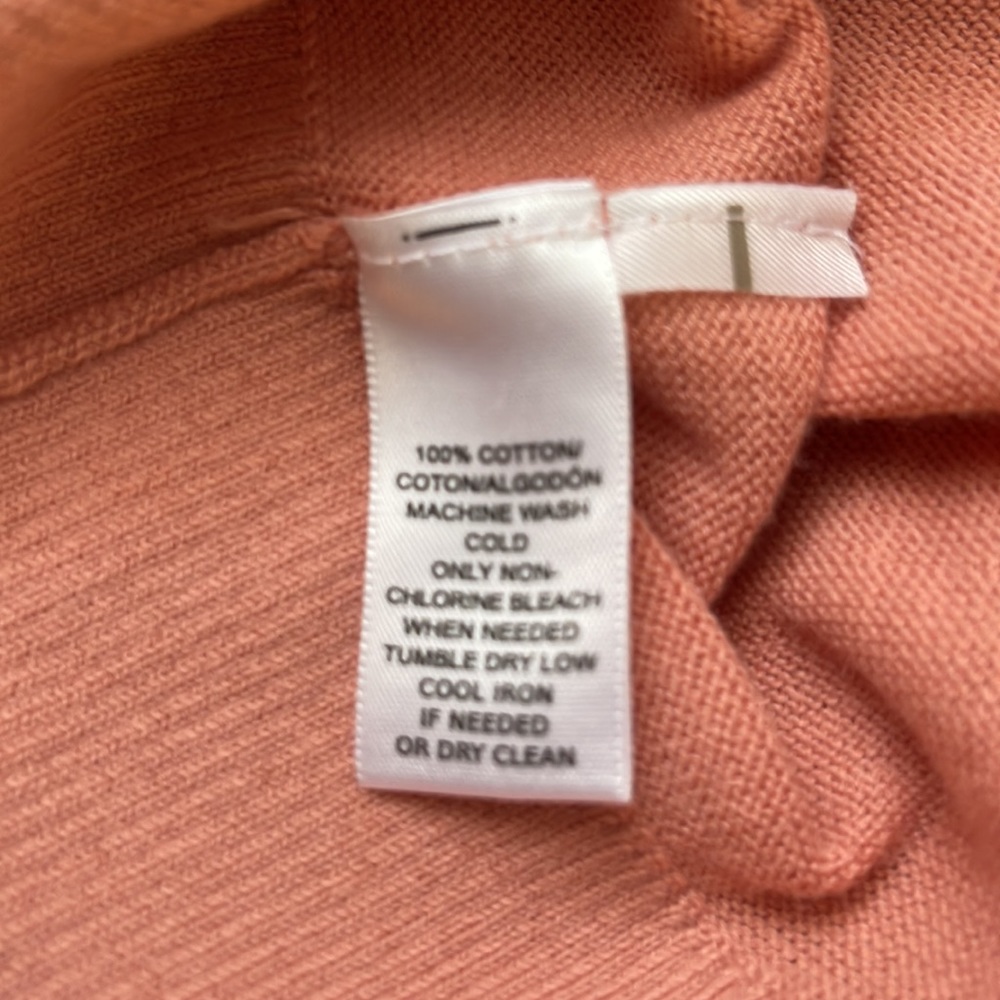 100% COTTON/
COTON/ALGODÓN
MACHINE WASH
COLD
ONLY NON-
CHLORINE BLEACH
WHEN NEEDED
TUMBLE DRY LOW
COOL IRON
IF NEEDED
OR DRY CLEAN